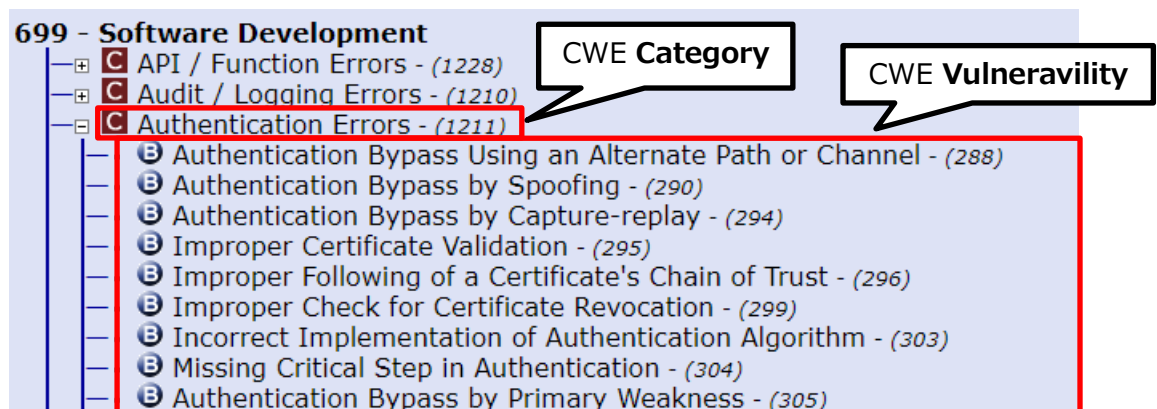 699 - Software Development
C API / Function Errors - (1228)
C Audit / Logging Errors - (1210)
C Authentication Errors - (1211)
CWE Category
CWE Vulneravility
B Authentication Bypass Using an Alternate Path or Channel - (288)
B Authentication Bypass by Spoofing - (290)
B Authentication Bypass by Capture-replay - (294)
B Improper Certificate Validation - (295)
B Improper Following of a Certificate's Chain of Trust - (296)
B Improper Check for Certificate Revocation - (299)
B Incorrect Implementation of Authentication Algorithm - (303)
B Missing Critical Step in Authentication - (304)
B Authentication Bypass by Primary Weakness - (305)